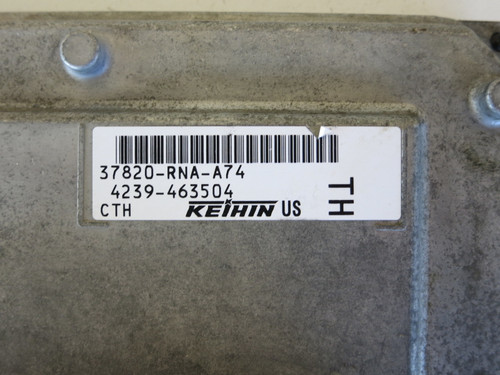 37820-RNA-A74
4239-463504
CTH KEIHIN US
TH